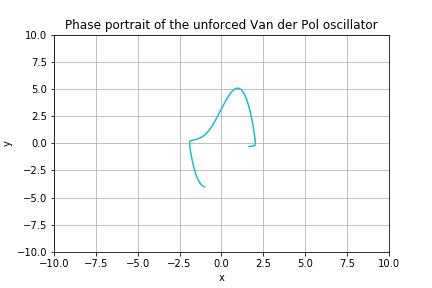 Phase portrait of the unforced Van der Pol oscillator
10.0
7.5
5.0
2.5
0.0
−2.5
−5.0
−7.5
−10.0
y
−10.0 −7.5 −5.0 −2.5 0.0 2.5 5.0 7.5 10.0
x